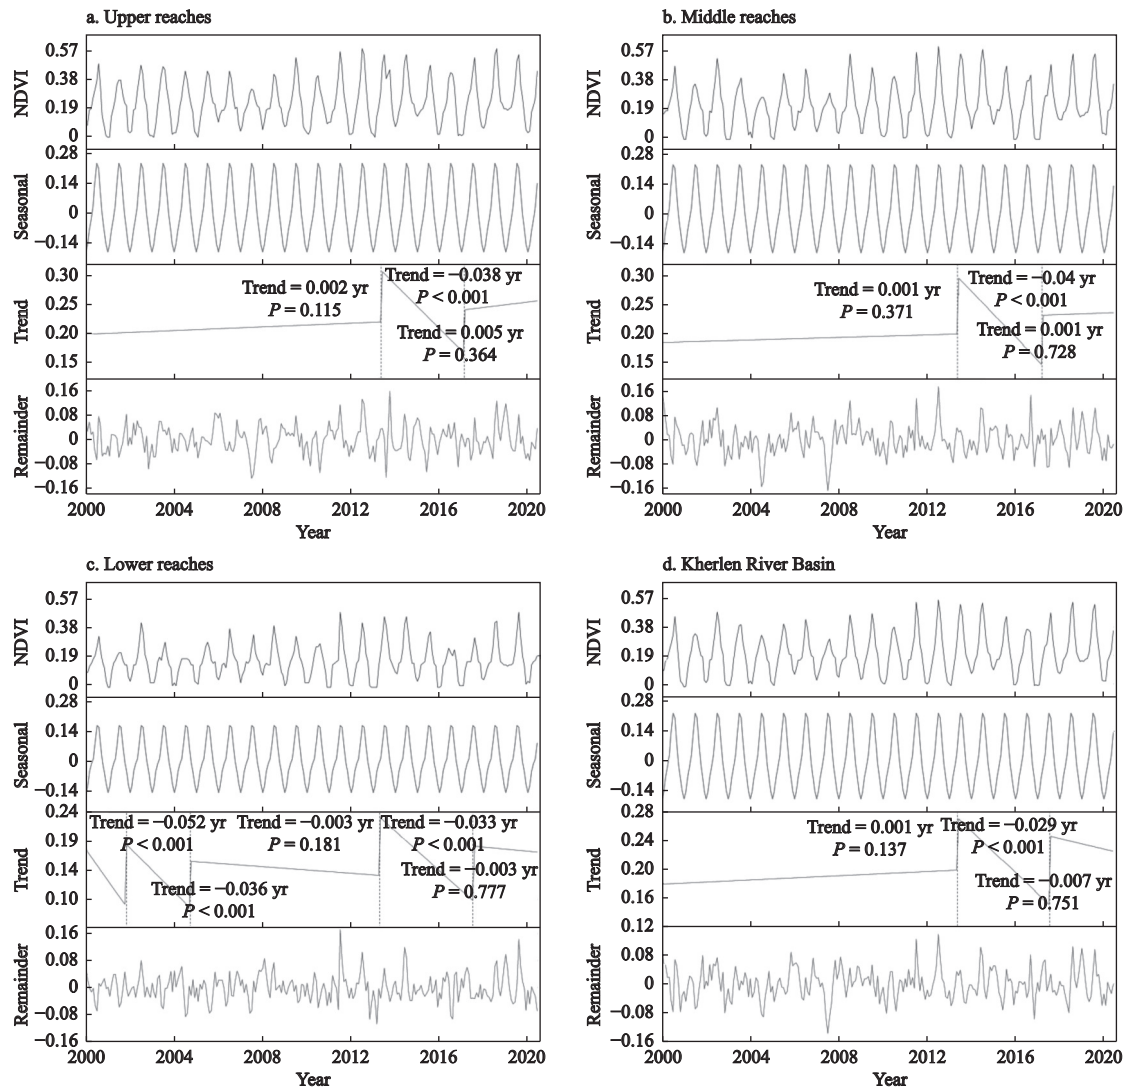 a. Upper reaches
NDVI
0.57
0.38
0.19
0
Seasonal
0.28
0.14
0
−0.14
Trend
0.30
0.25
0.20
0.15
Trend = 0.002 yr
P = 0.115
Trend = −0.038 yr
P < 0.001
Trend = 0.005 yr
P = 0.364
Remainder
0.16
0.08
0
−0.08
−0.16
2000 2004 2008 2012 2016 2020
Year
b. Middle reaches
NDVI
0.57
0.38
0.19
0
Seasonal
0.28
0.14
0
−0.14
Trend
0.30
0.25
0.20
0.15
Trend = 0.001 yr
P = 0.371
Trend = −0.04 yr
P < 0.001
Trend = 0.001 yr
P = 0.728
Remainder
0.16
0.08
0
−0.08
−0.16
2000 2004 2008 2012 2016 2020
Year
c. Lower reaches
NDVI
0.57
0.38
0.19
0
Seasonal
0.28
0.14
0
−0.14
Trend
0.24
0.19
0.14
0.10
Trend = −0.052 yr
P < 0.001
Trend = −0.036 yr
P < 0.001
Trend = −0.003 yr
P = 0.181
Trend = −0.033 yr
P < 0.001
Trend = −0.003 yr
P = 0.777
Remainder
0.16
0.08
0
−0.08
−0.16
2000 2004 2008 2012 2016 2020
Year
d. Kherlen River Basin
NDVI
0.57
0.38
0.19
0
Seasonal
0.28
0.14
0
−0.14
Trend
0.28
0.24
0.20
0.16
0.12
Trend = 0.001 yr
P = 0.137
Trend = −0.029 yr
P < 0.001
Trend = −0.007 yr
P = 0.751
Remainder
0.08
0
−0.08
−0.16
2000 2004 2008 2012 2016 2020
Year